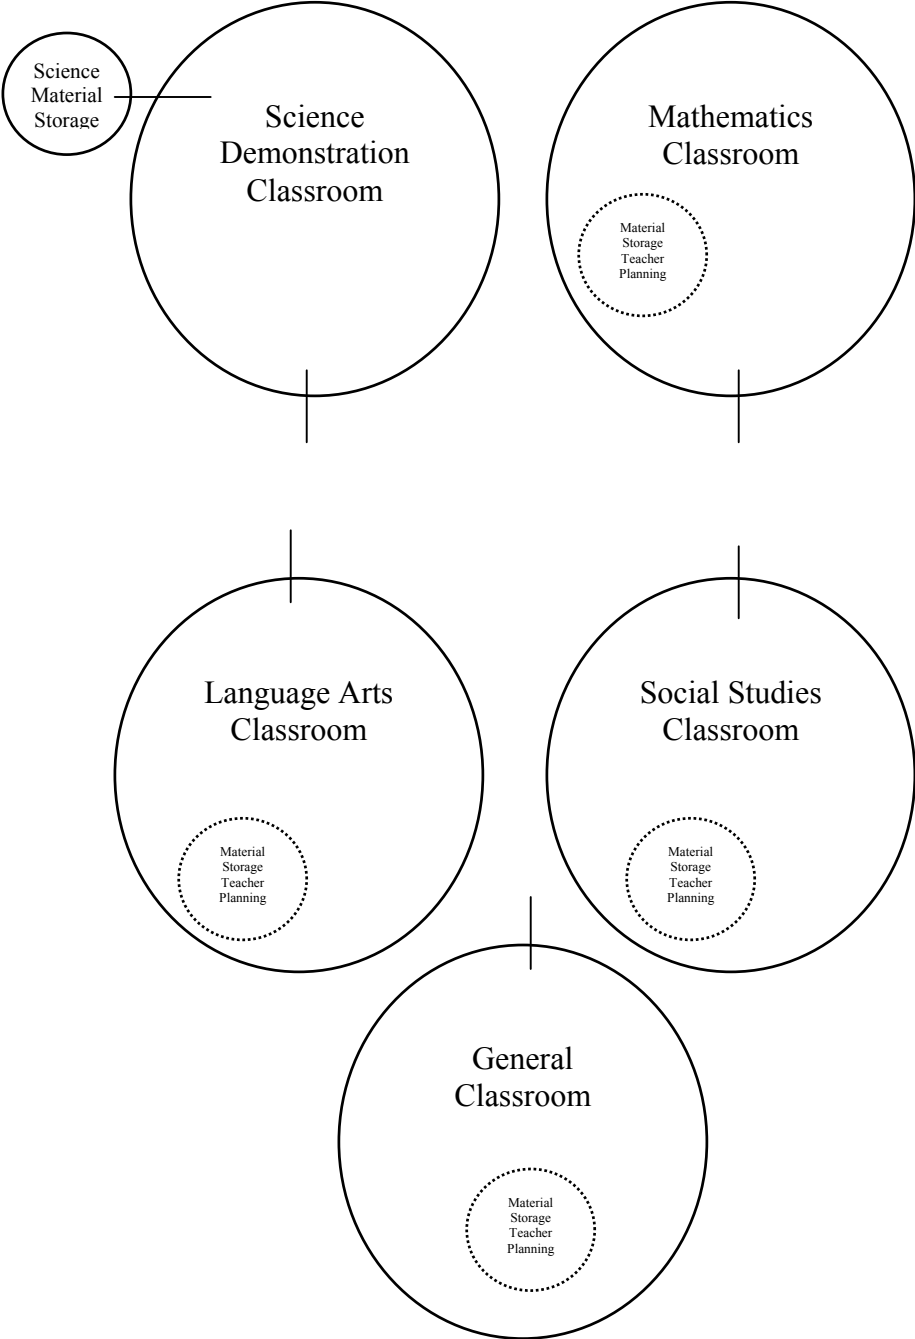 Science
Material
Storage
Science
Demonstration
Classroom
Mathematics
Classroom
Material
Storage
Teacher
Planning
Language Arts
Classroom
Material
Storage
Teacher
Planning
Social Studies
Classroom
Material
Storage
Teacher
Planning
General
Classroom
Material
Storage
Teacher
Planning